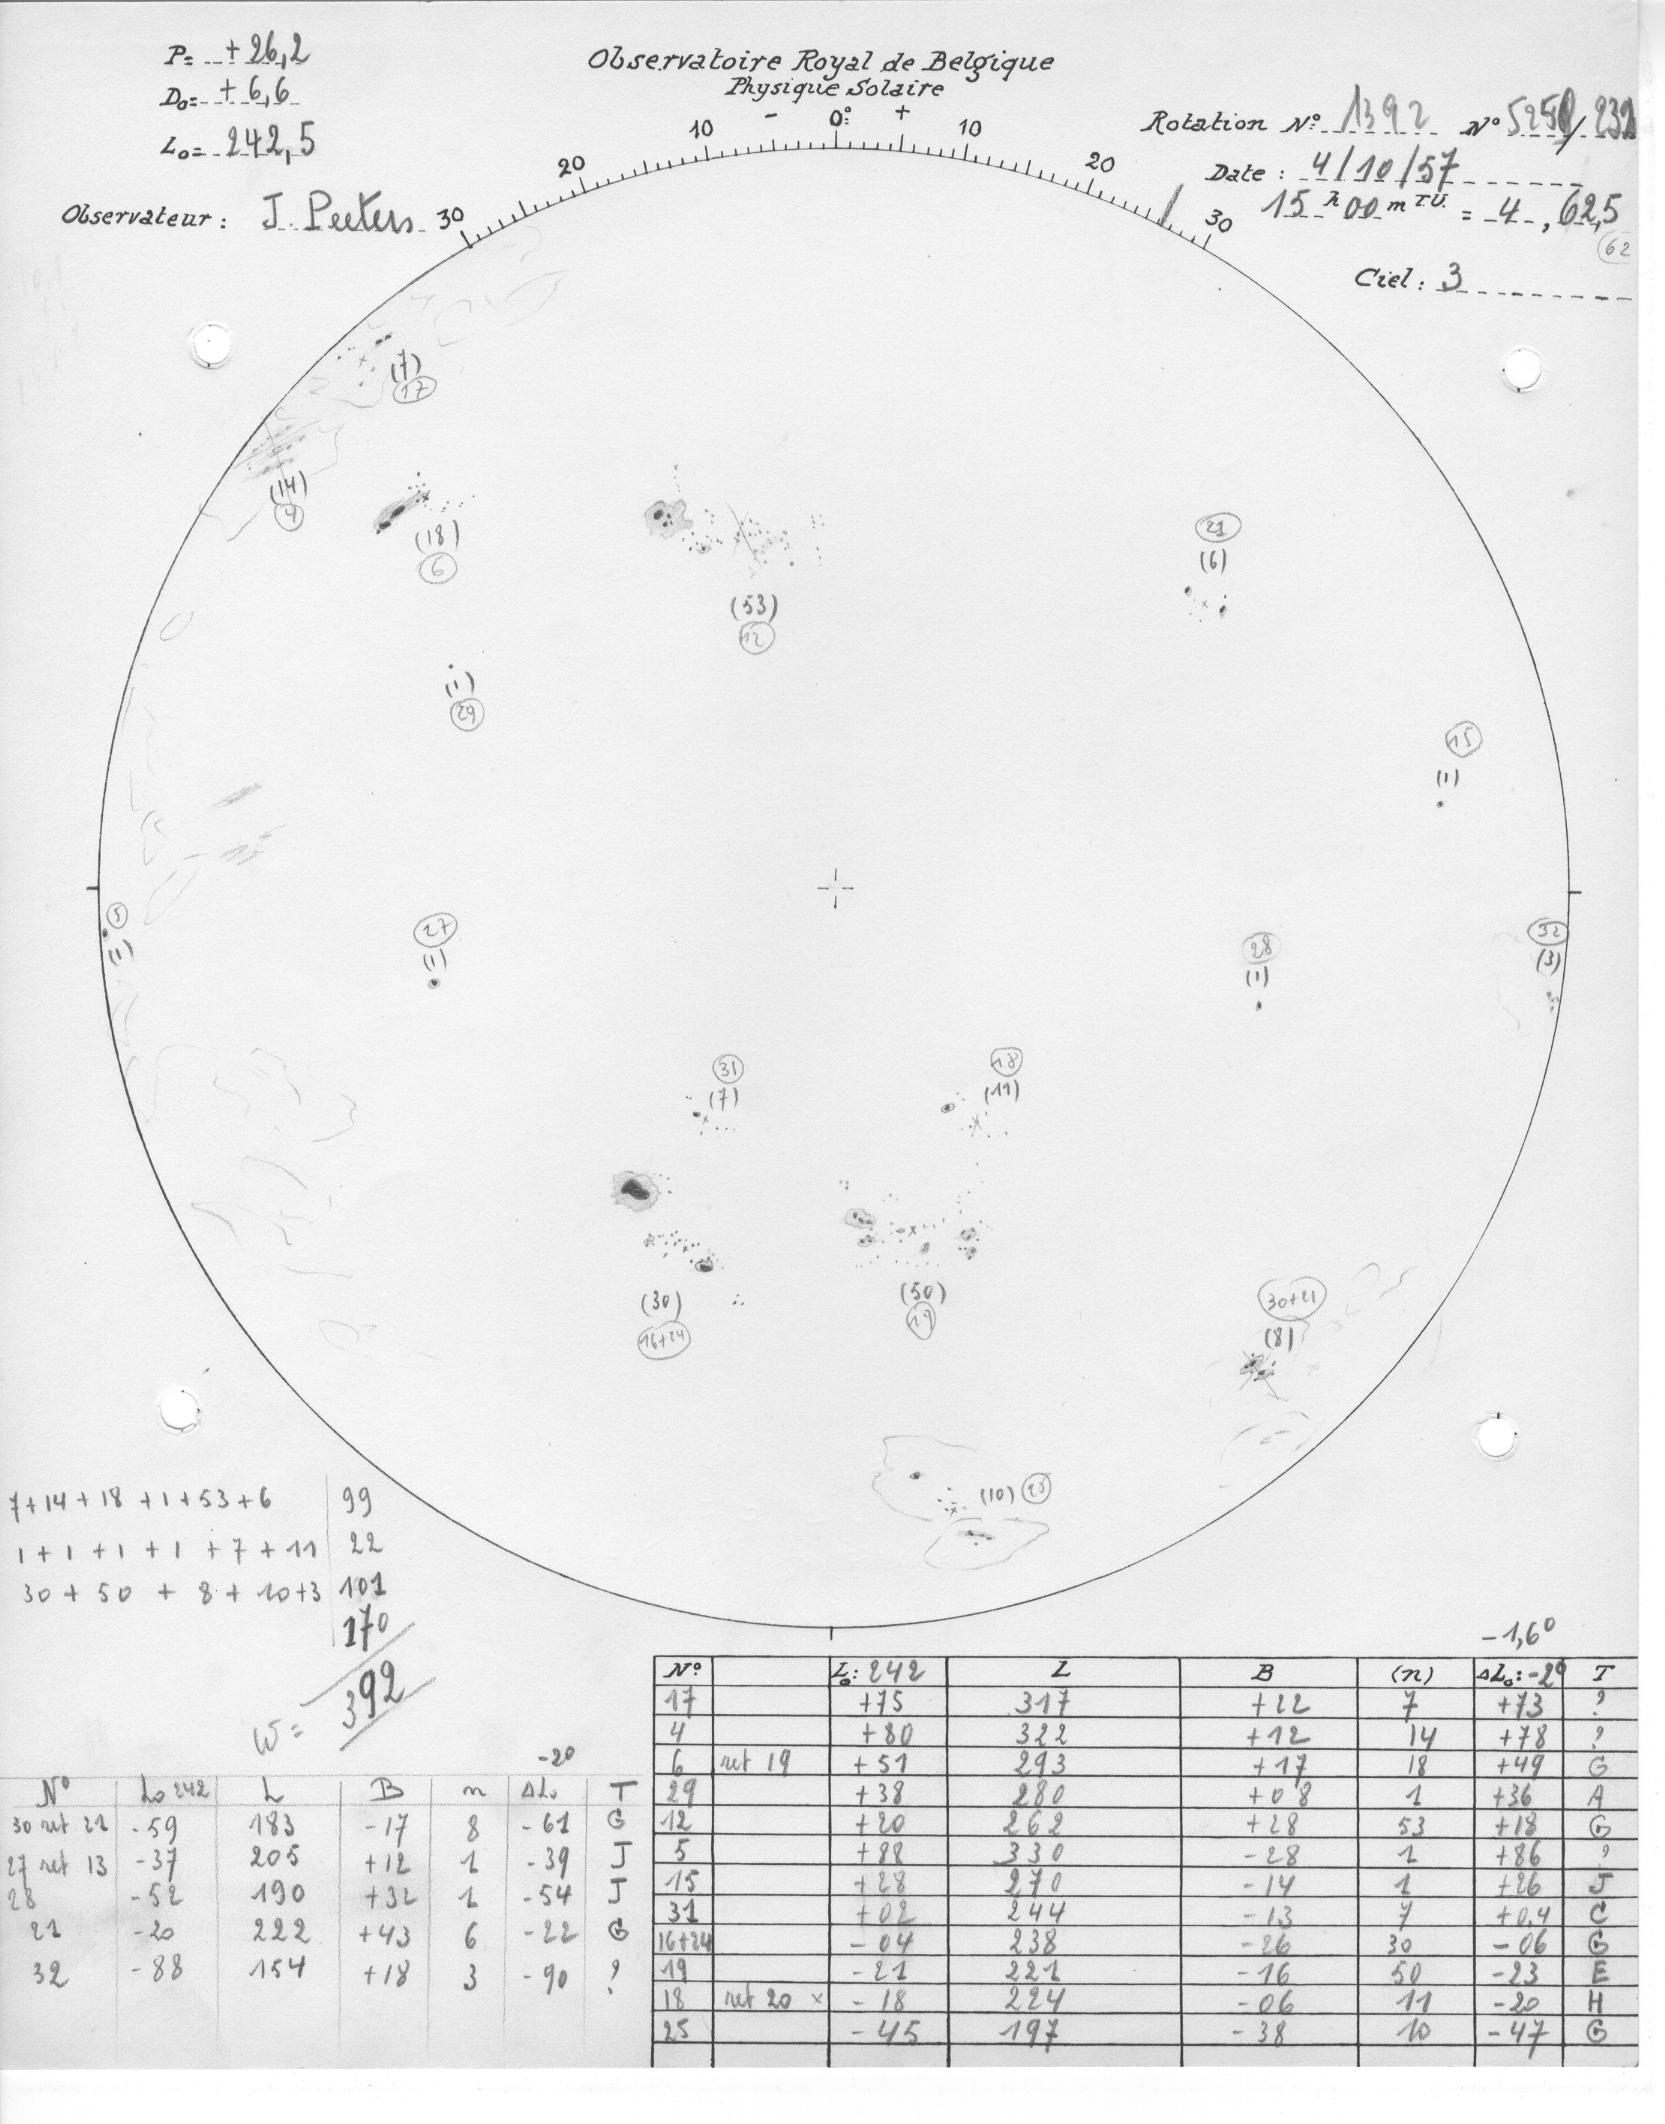 P= + 26,2
D₀= + 6,6
L₀= 242,5
Observateur : J. Peeters
Observatoire Royal de Belgique
Physique Solaire
- 0° +
10 10
20 20
30 30
Rotation N° 1392 N°
Date : 4/10/57
15 h 00 m T.U. = 4 , 62,5
(62)
Ciel : 3
(7)
17
(14)
4
(18)
6
(53)
12
21
(6)
(1)
29
15
(1)
5
(1)
27
(1)
28
(1)
32
(3)
31
(7)
18
(11)
(30)
16+24
(50)
19
30+21
(8)
(10) 25
7+14+18+1+53+6 99
1+1+1+1+7+11 22
30+50+8+10+3 101
170
W = 392
-1,6°
N° L₀: 242 L B (n) ΔL₀: -2° T
17 +75 317 +22 7 +73 ?
4 +80 322 +12 14 +78 ?
6 ret 19 +51 293 +17 18 +49 G
29 +38 280 +08 1 +36 A
12 +20 262 +28 53 +18 G
5 +88 330 -28 1 +86 ?
15 +28 270 -14 1 +26 J
31 +02 244 -13 7 +0,4 C
16+24 -04 238 -26 30 -06 G
19 -21 221 -16 50 -23 E
18 ret 20 × -18 224 -06 11 -20 H
25 -45 197 -38 10 -47 G
-2°
N° L₀ 242 L B n ΔL₀ T
30 ret 21 -59 183 -17 8 -61 G
27 ret 13 -37 205 +12 1 -39 J
28 -52 190 +32 1 -54 J
21 -20 222 +43 6 -22 G
32 -88 154 +18 3 -90 ?